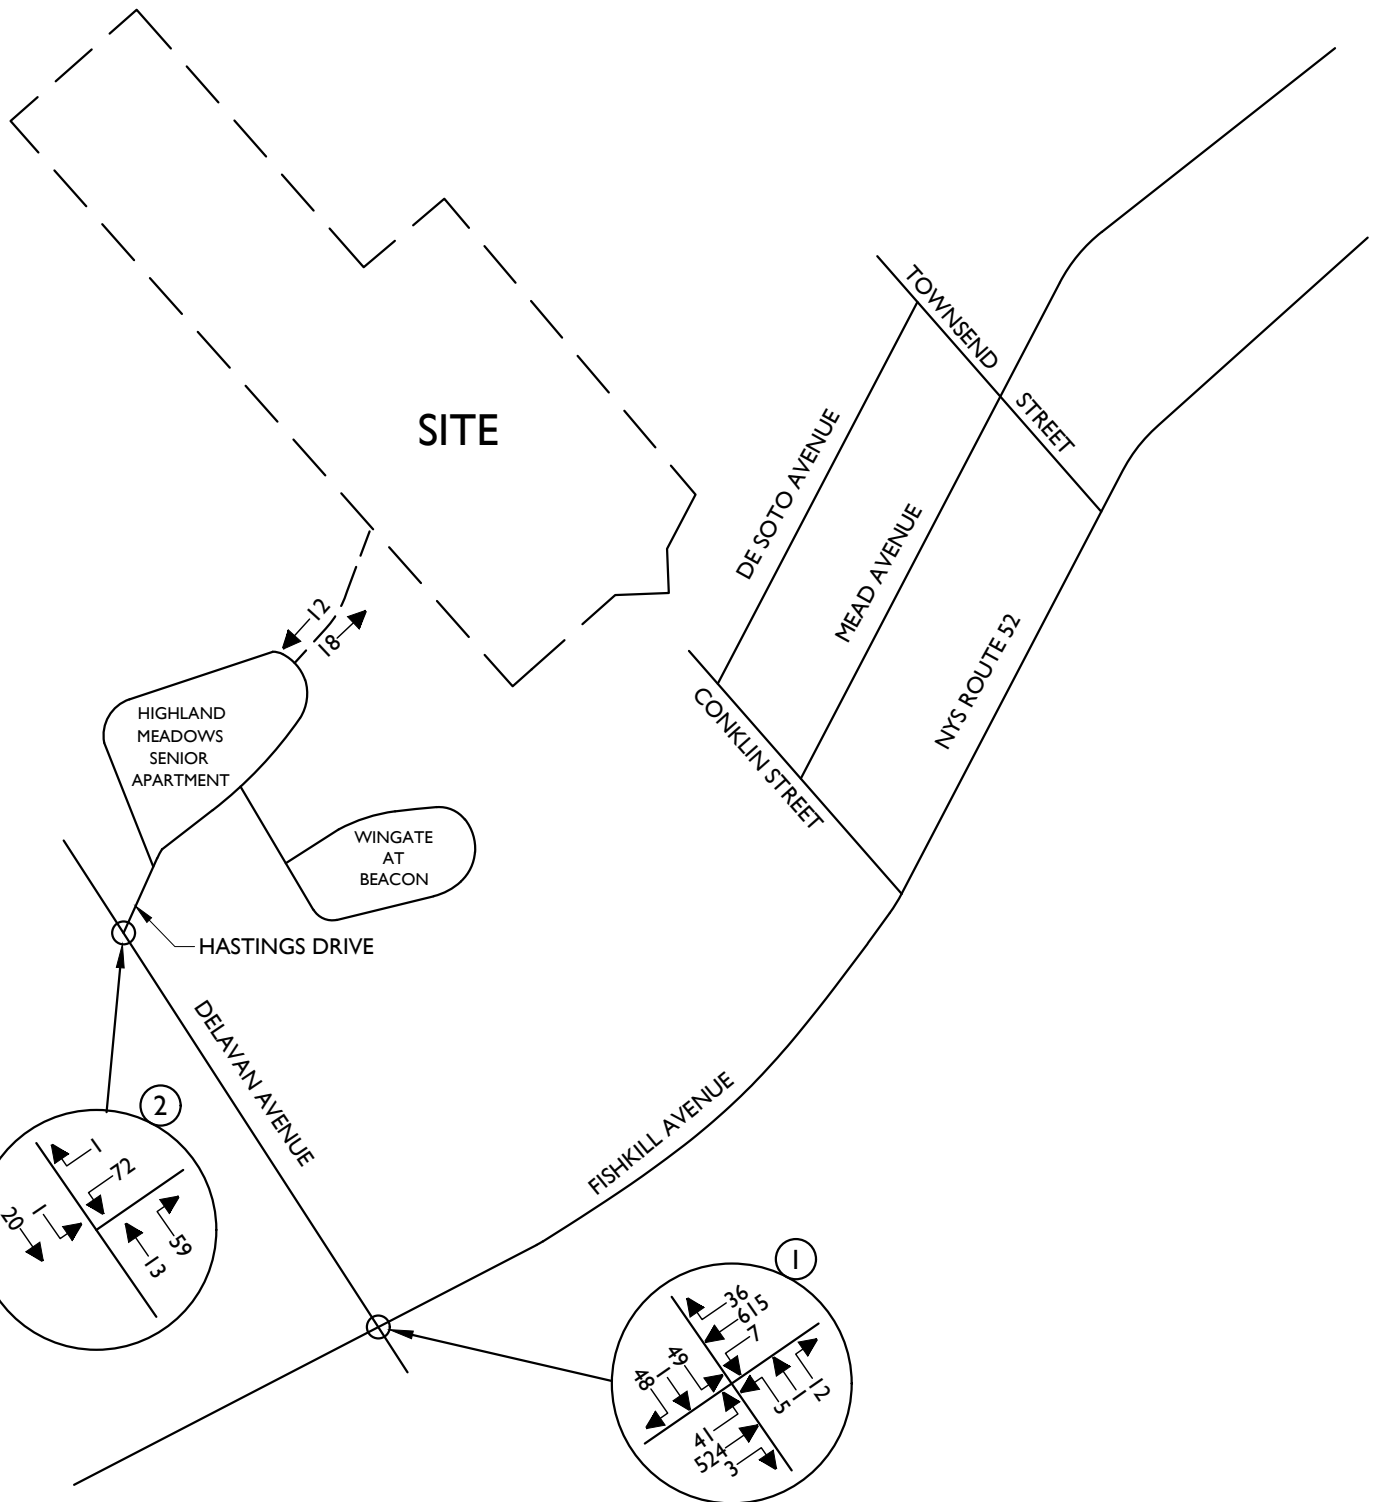 TOWNSEND
STREET
SITE
DE SOTO AVENUE
MEAD AVENUE
NYS ROUTE 52
12
18
HIGHLAND
MEADOWS
SENIOR
APARTMENT
CONKLIN STREET
WINGATE
AT
BEACON
HASTINGS DRIVE
DELAVAN AVENUE
FISHKILL AVENUE
2
1
72
1
20
59
13
1
36
615
7
49
1
48
12
1
5
41
524
3